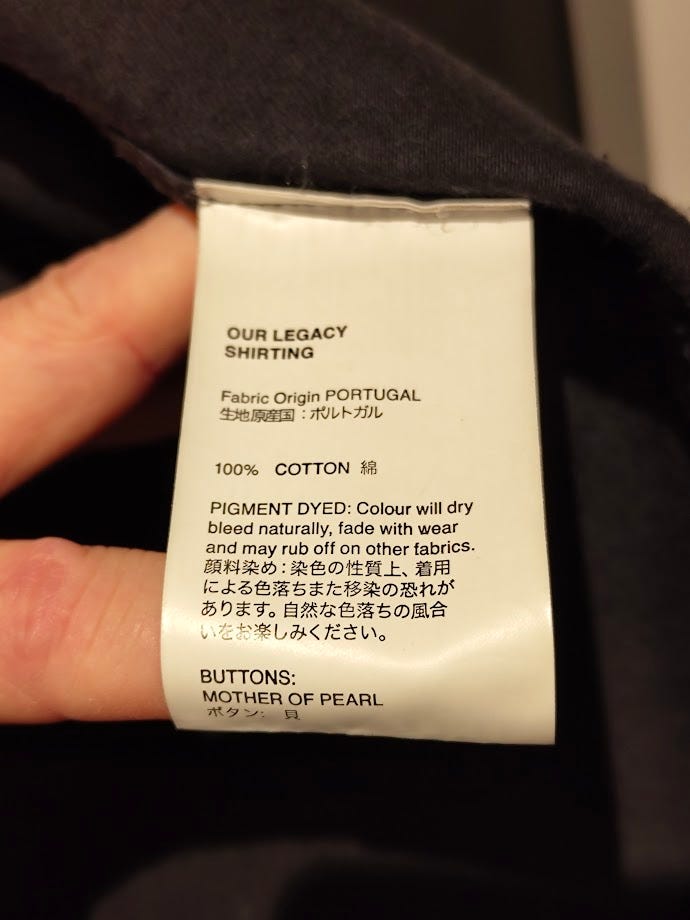 OUR LEGACY
SHIRTING
Fabric Origin PORTUGAL
生地原産国：ポルトガル
100% COTTON 綿
PIGMENT DYED: Colour will dry
bleed naturally, fade with wear
and may rub off on other fabrics.
顔料染め：染色の性質上、着用
による色落ちまた移染の恐れが
あります。自然な色落ちの風合
いをお楽しみください。
BUTTONS:
MOTHER OF PEARL
ボタン: 貝